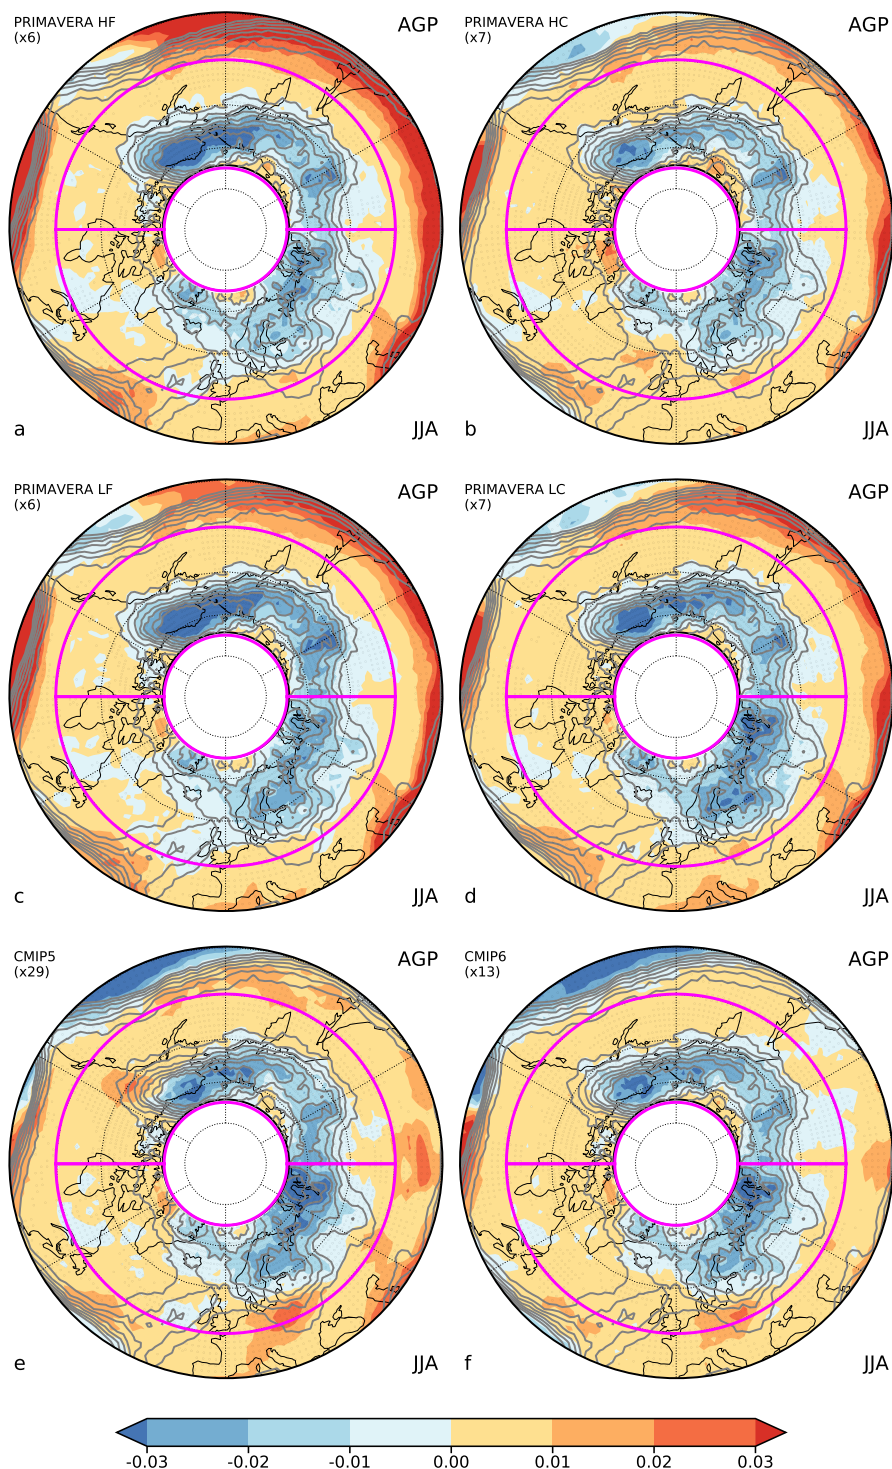 PRIMAVERA HF
(x6)
AGP
a
JJA
PRIMAVERA HC
(x7)
AGP
b
JJA
PRIMAVERA LF
(x6)
AGP
c
JJA
PRIMAVERA LC
(x7)
AGP
d
JJA
CMIP5
(x29)
AGP
e
JJA
CMIP6
(x13)
AGP
f
JJA
-0.03 -0.02 -0.01 0.00 0.01 0.02 0.03